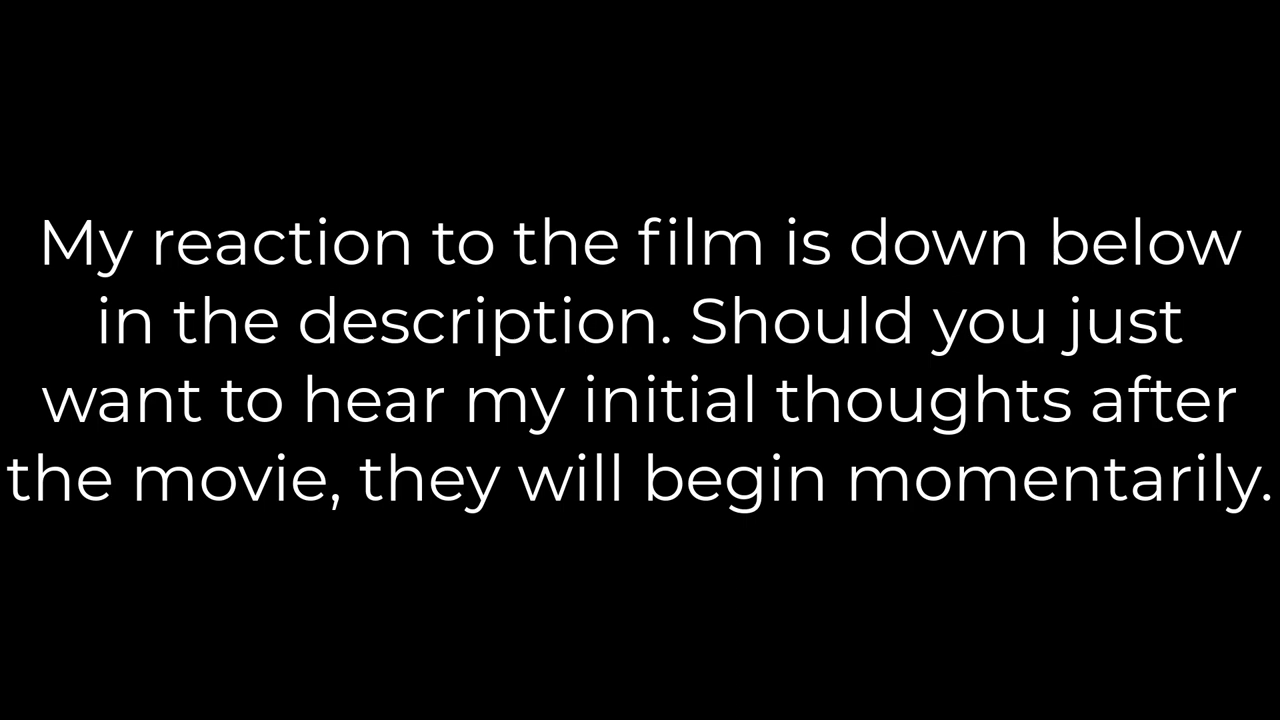 My reaction to the film is down below
in the description. Should you just
want to hear my initial thoughts after
the movie, they will begin momentarily.